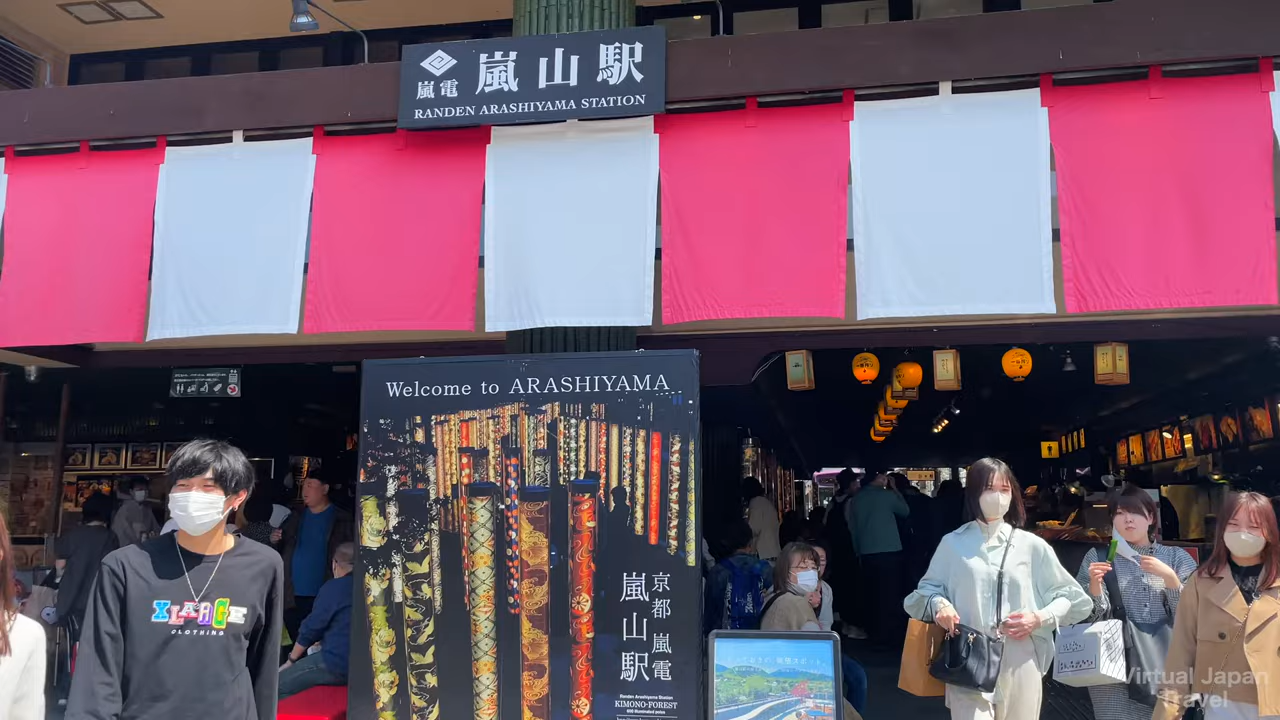 嵐電 嵐山駅
RANDEN ARASHIYAMA STATION
Welcome to ARASHIYAMA
京都 嵐電
嵐山駅
Randen Arashiyama Station
KIMONO-FOREST
XLARGE
CLOTHING
Virtual Japan
Travel